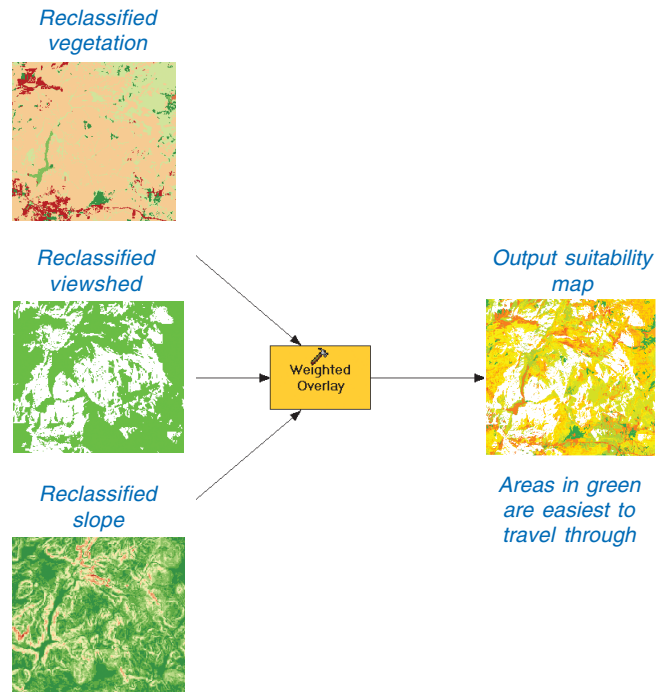 Reclassified
vegetation
Reclassified
viewshed
Weighted
Overlay
Output suitability
map
Areas in green
are easiest to
travel through
Reclassified
slope